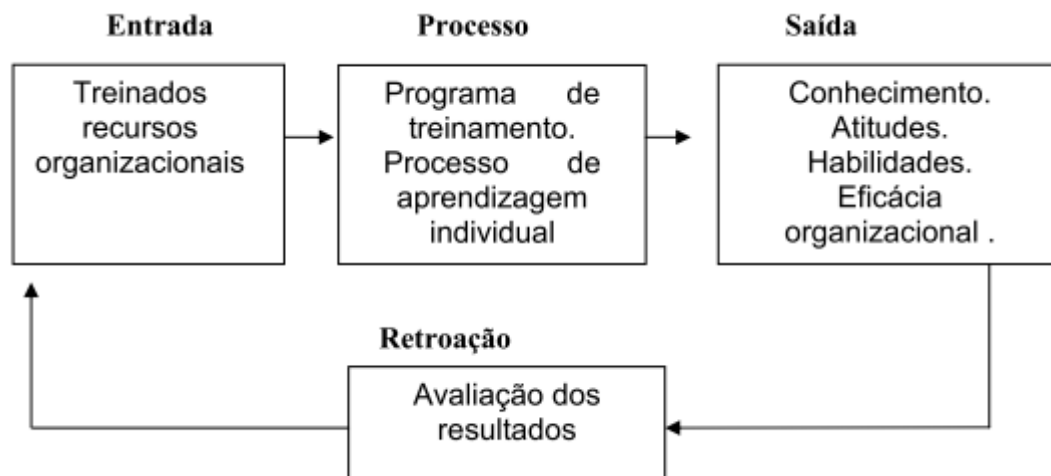 Entrada
Processo
Saída
Treinados
recursos
organizacionais
Programa de
treinamento.
Processo de
aprendizagem
individual
Conhecimento.
Atitudes.
Habilidades.
Eficácia
organizacional .
Retroação
Avaliação dos
resultados